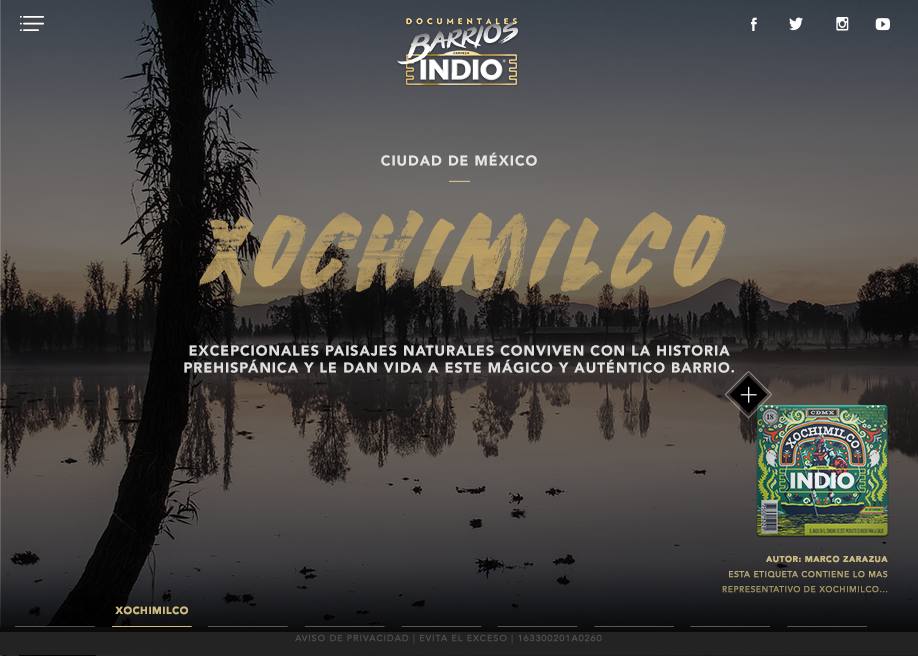 DOCUMENTALES
BARRIOS
INDIO
CIUDAD DE MÉXICO
XOCHIMILCO
EXCEPCIONALES PAISAJES NATURALES CONVIVEN CON LA HISTORIA
PREHISPÁNICA Y LE DAN VIDA A ESTE MÁGICO Y AUTÉNTICO BARRIO.
18
CDMX
XOCHIMILCO
INDIO
AUTOR: MARCO ZARAZUA
ESTA ETIQUETA CONTIENE LO MAS
REPRESENTATIVO DE XOCHIMILCO...
XOCHIMILCO
AVISO DE PRIVACIDAD | EVITA EL EXCESO | 163300201A0260